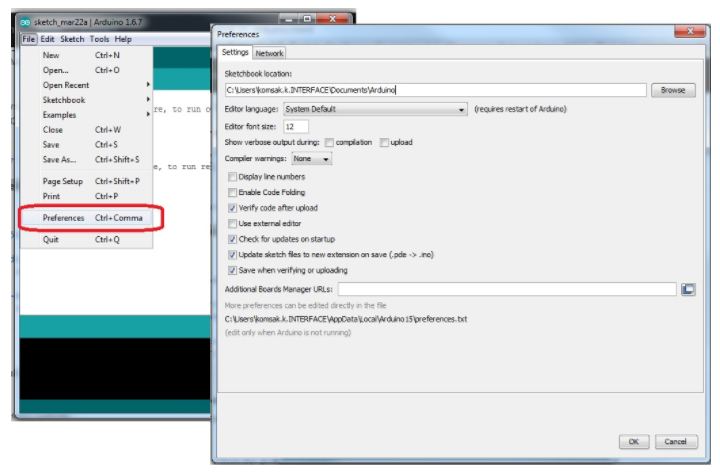 sketch_mar22a | Arduino 1.6.7
File Edit Sketch Tools Help
New Ctrl+N
Open... Ctrl+O
Open Recent
Sketchbook
Examples
Close Ctrl+W
Save Ctrl+S
Save As... Ctrl+Shift+S
Page Setup Ctrl+Shift+P
Print Ctrl+P
Preferences Ctrl+Comma
Quit Ctrl+Q
re, to run o
e, to run re
Preferences
Settings Network
Sketchbook location:
C:\Users\komsak.k.INTERFACE\Documents\Arduino
Browse
Editor language: System Default (requires restart of Arduino)
Editor font size: 12
Show verbose output during: compilation upload
Compiler warnings: None
Display line numbers
Enable Code Folding
Verify code after upload
Use external editor
Check for updates on startup
Update sketch files to new extension on save (.pde -> .ino)
Save when verifying or uploading
Additional Boards Manager URLs:
More preferences can be edited directly in the file
C:\Users\komsak.k.INTERFACE\AppData\Local\Arduino15\preferences.txt
(edit only when Arduino is not running)
OK Cancel